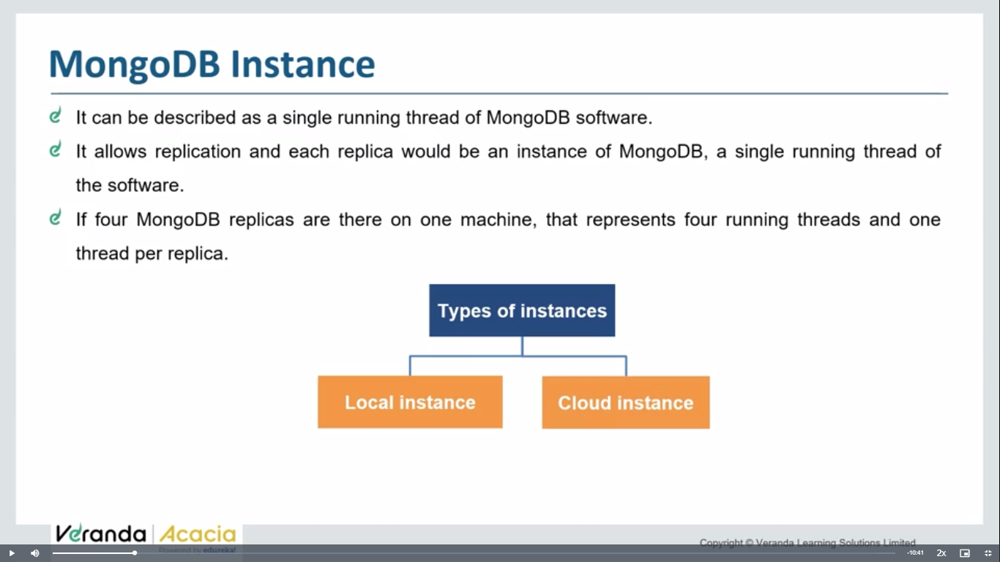 MongoDB Instance
It can be described as a single running thread of MongoDB software.
It allows replication and each replica would be an instance of MongoDB, a single running thread of
the software.
If four MongoDB replicas are there on one machine, that represents four running threads and one
thread per replica.
Types of instances
Local instance
Cloud instance
Veranda | Acacia
Powered by edureka!
Copyright © Veranda Learning Solutions Limited
-10:41
2x